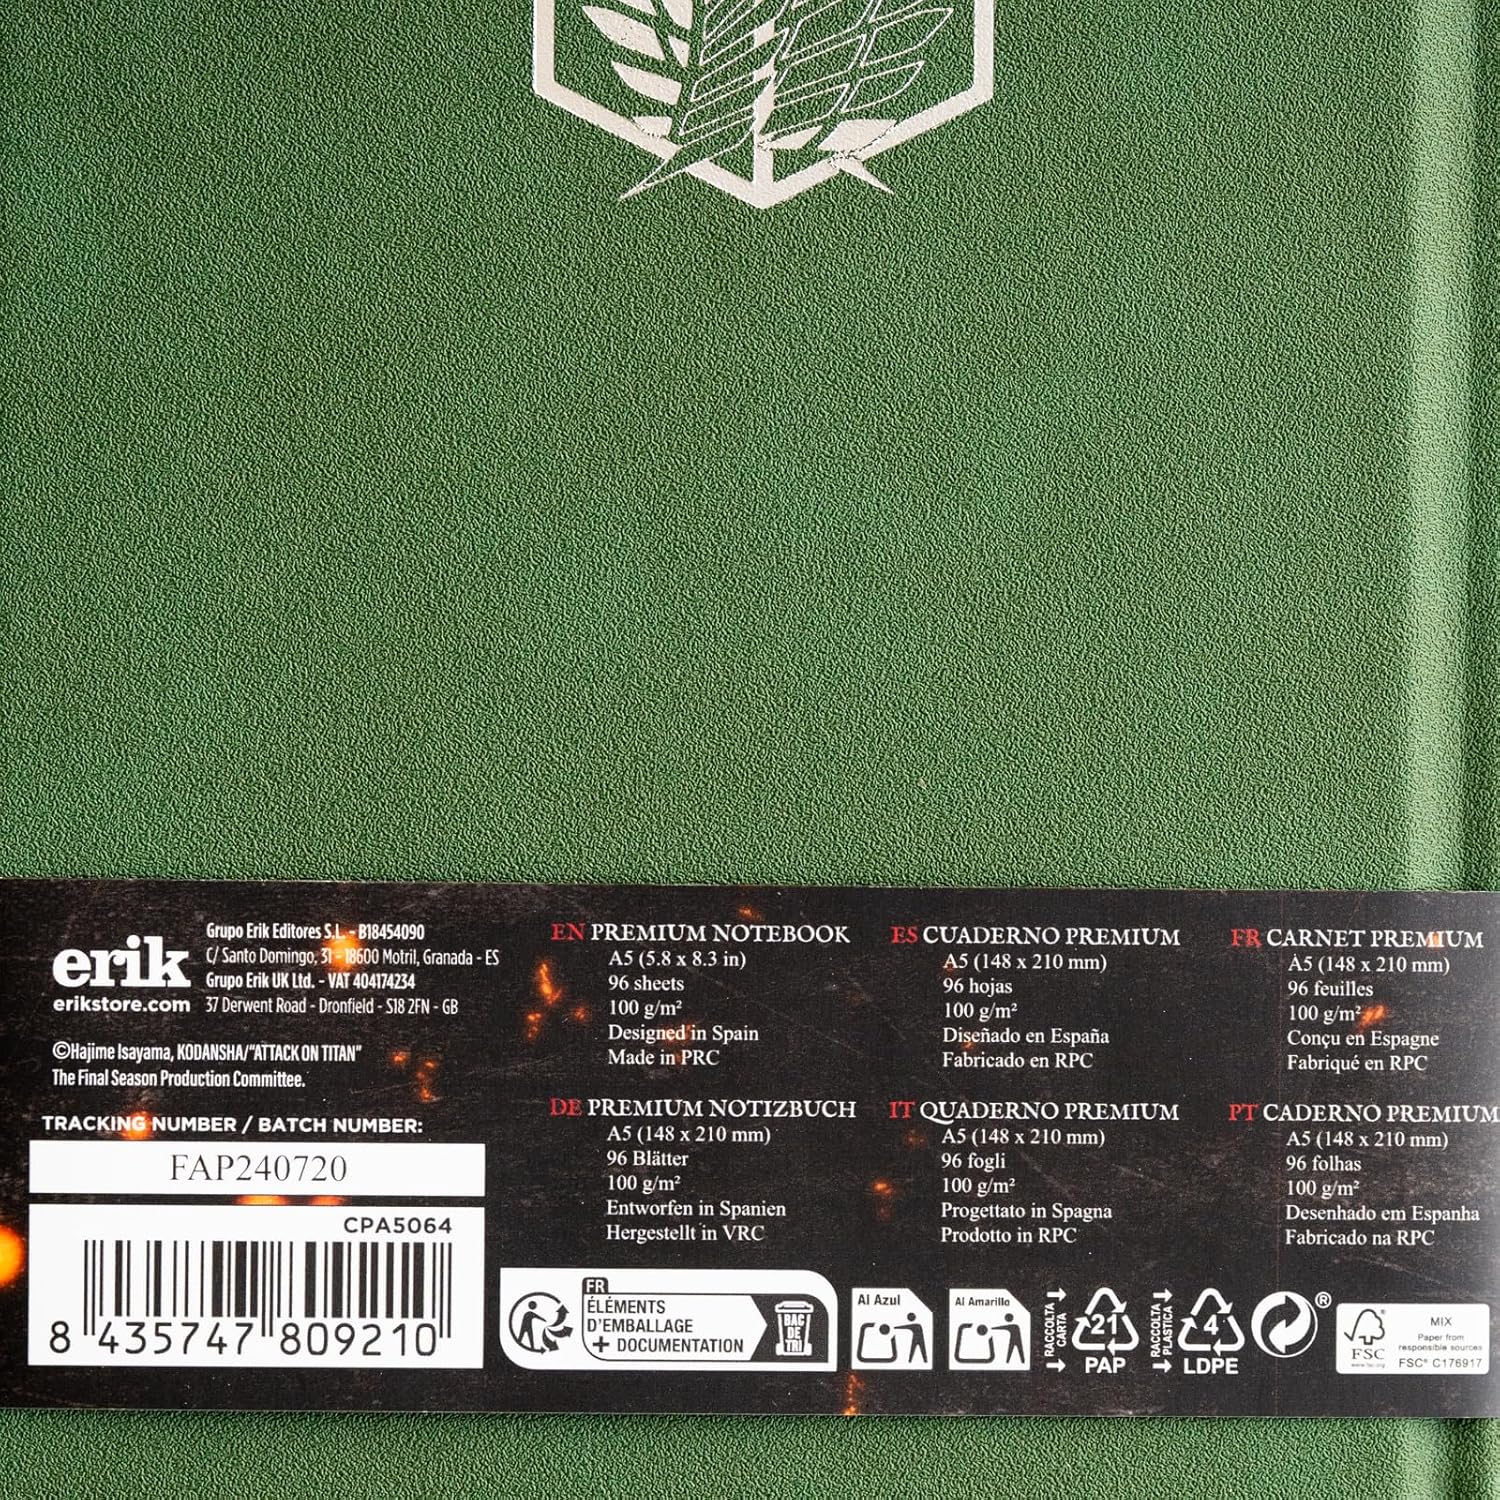 erik
erikstore.com
Grupo Erik Editores S.L. - B18454090
C/ Santo Domingo, 31 - 18600 Motril, Granada - ES
Grupo Erik UK Ltd. - VAT 404174234
37 Derwent Road - Dronfield - S18 2FN - GB
©Hajime Isayama, KODANSHA/"ATTACK ON TITAN"
The Final Season Production Committee.
TRACKING NUMBER / BATCH NUMBER:
FAP240720
CPA5064
8 435747 809210
EN PREMIUM NOTEBOOK
A5 (5.8 x 8.3 in)
96 sheets
100 g/m²
Designed in Spain
Made in PRC
ES CUADERNO PREMIUM
A5 (148 x 210 mm)
96 hojas
100 g/m²
Diseñado en España
Fabricado en RPC
FR CARNET PREMIUM
A5 (148 x 210 mm)
96 feuilles
100 g/m²
Conçu en Espagne
Fabriqué en RPC
DE PREMIUM NOTIZBUCH
A5 (148 x 210 mm)
96 Blätter
100 g/m²
Entworfen in Spanien
Hergestellt in VRC
IT QUADERNO PREMIUM
A5 (148 x 210 mm)
96 fogli
100 g/m²
Progettato in Spagna
Prodotto in RPC
PT CADERNO PREMIUM
A5 (148 x 210 mm)
96 folhas
100 g/m²
Desenhado em Espanha
Fabricado na RPC
FR
ÉLÉMENTS
D'EMBALLAGE
+ DOCUMENTATION
BAC
DE
TRI
Al Azul
Al Amarillo
RACCOLTA
CARTA
21
PAP
RACCOLTA
PLASTICA
4
LDPE
®
FSC
www.fsc.org
MIX
Paper from
responsible sources
FSC® C176917